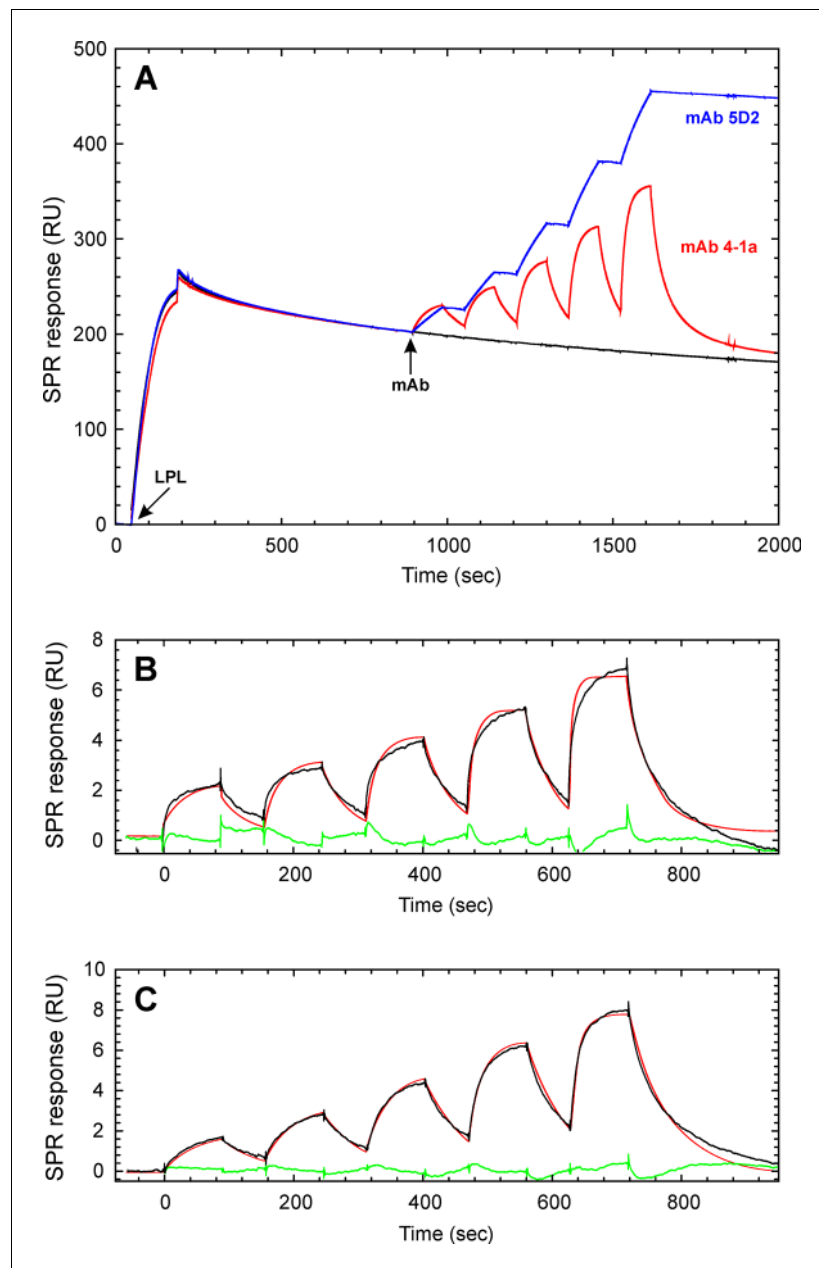 A
SPR response (RU)
500
400
300
200
100
0
mAb 5D2
mAb 4-1a
mAb
LPL
0 500 1000 1500 2000
Time (sec)
B
SPR response (RU)
8
6
4
2
0
0 200 400 600 800
Time (sec)
C
SPR response (RU)
10
8
6
4
2
0
0 200 400 600 800
Time (sec)